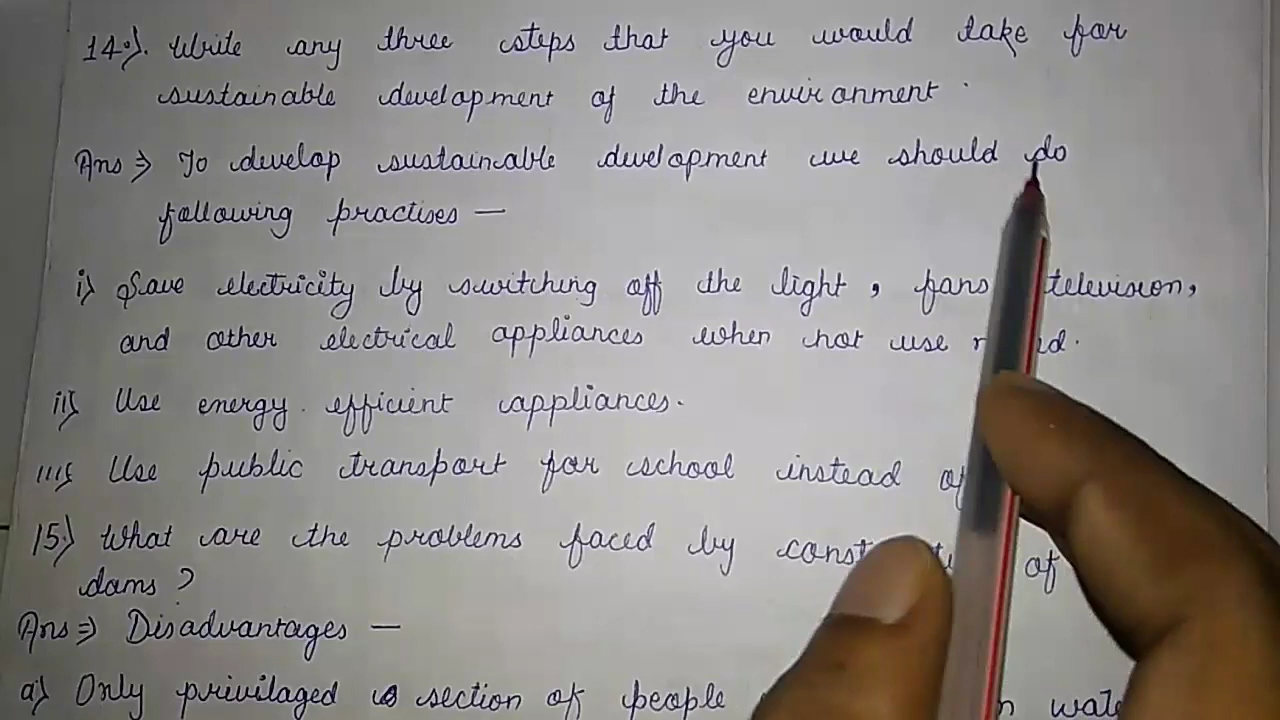 14). Write any three steps that you would take for
sustainable development of the environment.
Ans ⇒ To develop sustainable development we should do
following practises —
i) Save electricity by switching off the light, fans television,
and other electrical appliances when not use
ii) Use energy efficient appliances.
iii) Use public transport for school instead of
15) What are the problems faced by of
dams ?
Ans ⇒ Disadvantages —
a) Only privilaged section of people